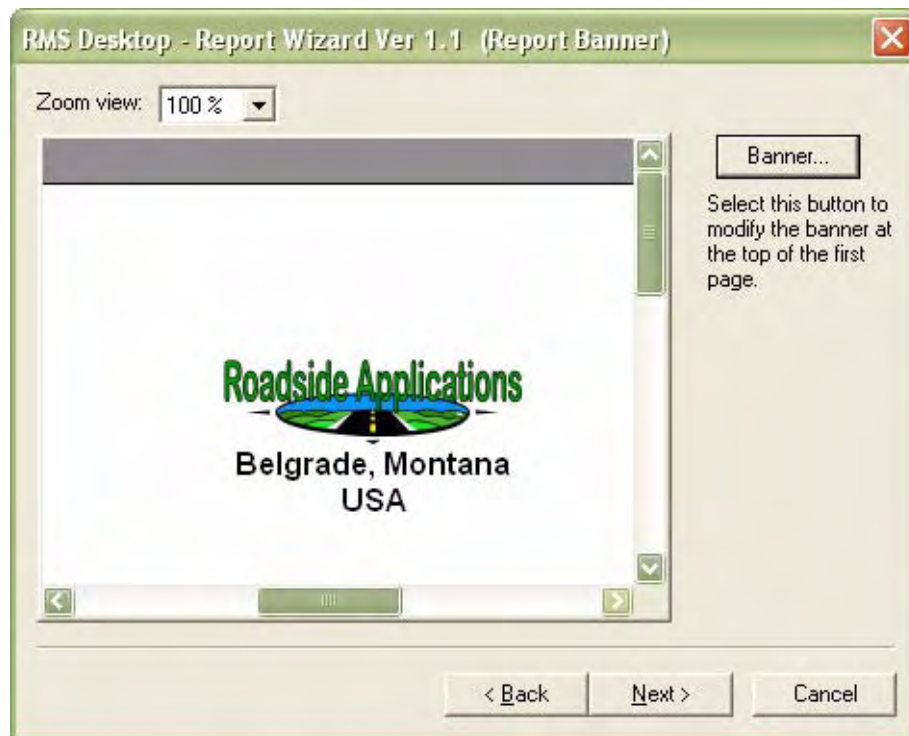 RMS Desktop - Report Wizard Ver 1.1 (Report Banner)
Zoom view: 100 %
Banner...
Select this button to
modify the banner at
the top of the first
page.
Roadside Applications
Belgrade, Montana
USA
< Back Next > Cancel